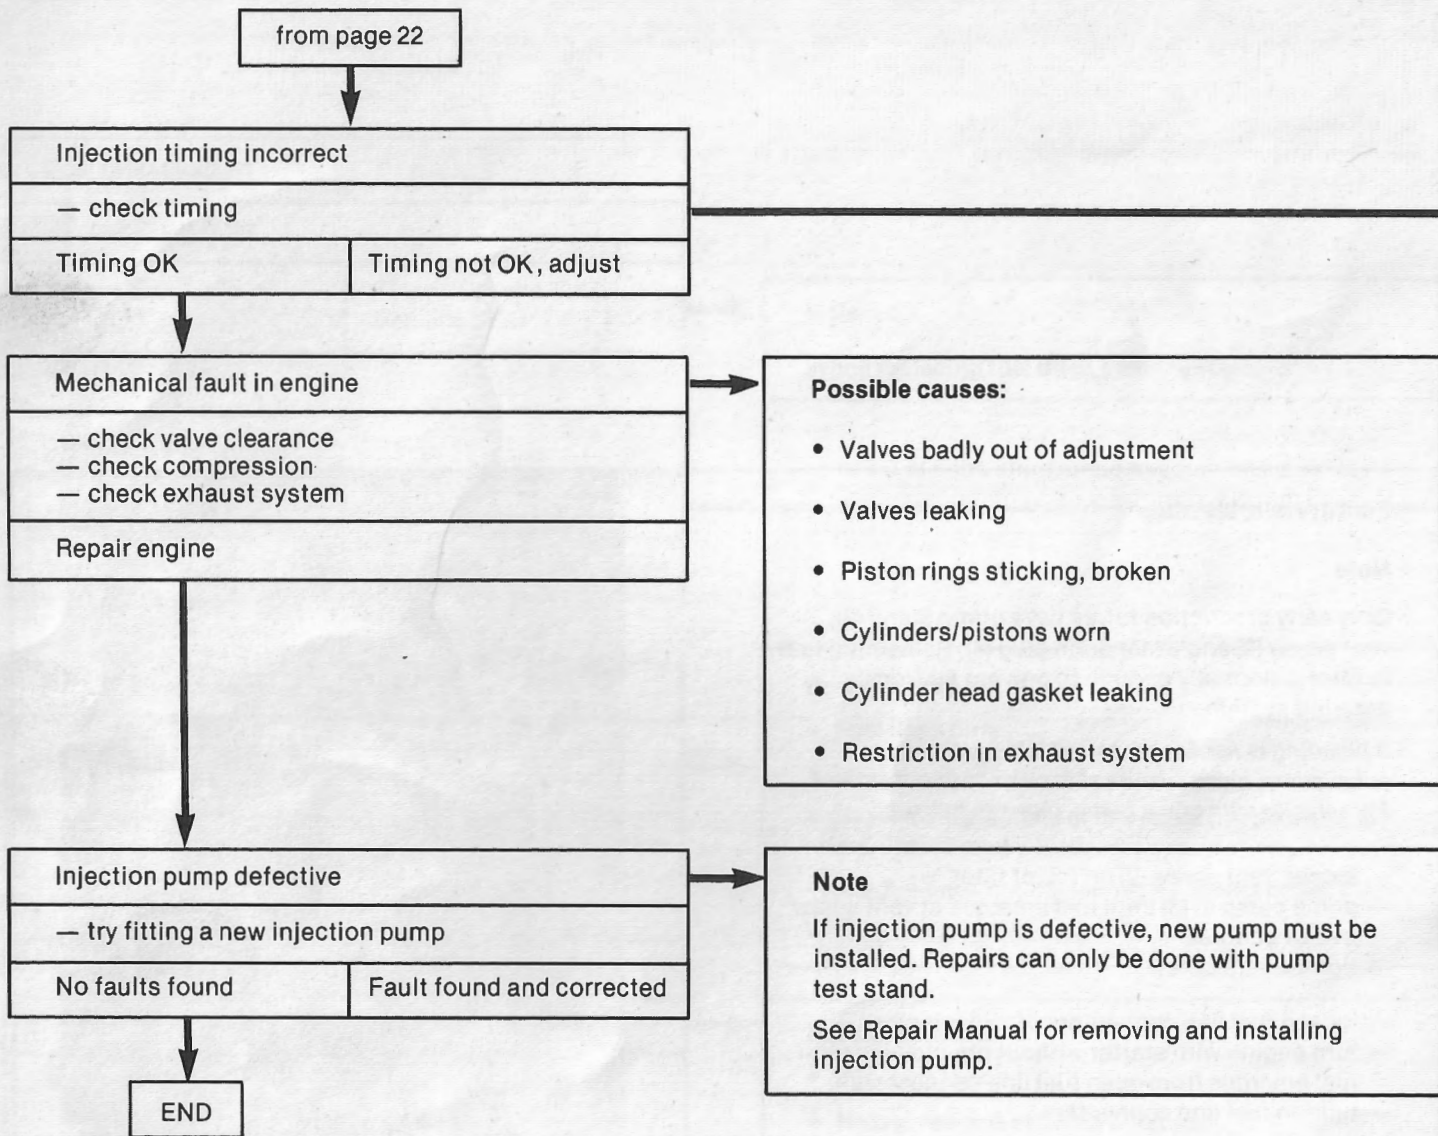 from page 22
Injection timing incorrect
— check timing
Timing OK
Timing not OK, adjust
Mechanical fault in engine
— check valve clearance
— check compression
— check exhaust system
Repair engine
Possible causes:
• Valves badly out of adjustment
• Valves leaking
• Piston rings sticking, broken
• Cylinders/pistons worn
• Cylinder head gasket leaking
• Restriction in exhaust system
Injection pump defective
— try fitting a new injection pump
No faults found
Fault found and corrected
Note
If injection pump is defective, new pump must be
installed. Repairs can only be done with pump
test stand.
See Repair Manual for removing and installing
injection pump.
END